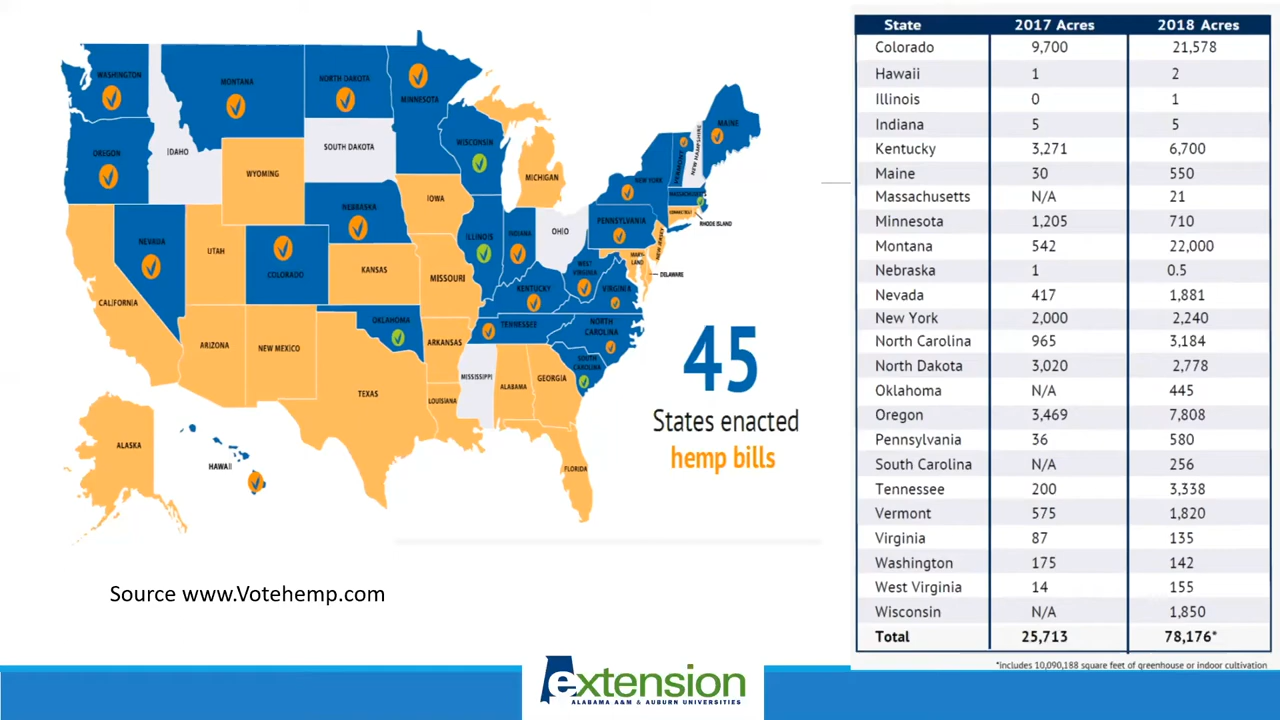 WASHINGTON
MONTANA
NORTH DAKOTA
MINNESOTA
OREGON
IDAHO
SOUTH DAKOTA
WISCONSIN
MICHIGAN
WYOMING
IOWA
NEBRASKA
NEVADA
UTAH
COLORADO
KANSAS
MISSOURI
ILLINOIS
INDIANA
OHIO
PENNSYLVANIA
NEW YORK
VERMONT
NEW HAMPSHIRE
MAINE
MASSACHUSETTS
CONNECTICUT
RHODE ISLAND
NEW JERSEY
MARY-
LAND
DELAWARE
WEST
VIRGINIA
VIRGINIA
KENTUCKY
CALIFORNIA
ARIZONA
NEW MEXICO
OKLAHOMA
ARKANSAS
TENNESSEE
NORTH
CAROLINA
SOUTH
CAROLINA
MISSISSIPPI
ALABAMA
GEORGIA
TEXAS
LOUISIANA
FLORIDA
ALASKA
HAWAII
45
States enacted
hemp bills
Source www.Votehemp.com
State 2017 Acres 2018 Acres
Colorado 9,700 21,578
Hawaii 1 2
Illinois 0 1
Indiana 5 5
Kentucky 3,271 6,700
Maine 30 550
Massachusetts N/A 21
Minnesota 1,205 710
Montana 542 22,000
Nebraska 1 0.5
Nevada 417 1,881
New York 2,000 2,240
North Carolina 965 3,184
North Dakota 3,020 2,778
Oklahoma N/A 445
Oregon 3,469 7,808
Pennsylvania 36 580
South Carolina N/A 256
Tennessee 200 3,338
Vermont 575 1,820
Virginia 87 135
Washington 175 142
West Virginia 14 155
Wisconsin N/A 1,850
Total 25,713 78,176*
*includes 10,090,188 square feet of greenhouse or indoor cultivation
extension
ALABAMA A&M & AUBURN UNIVERSITIES